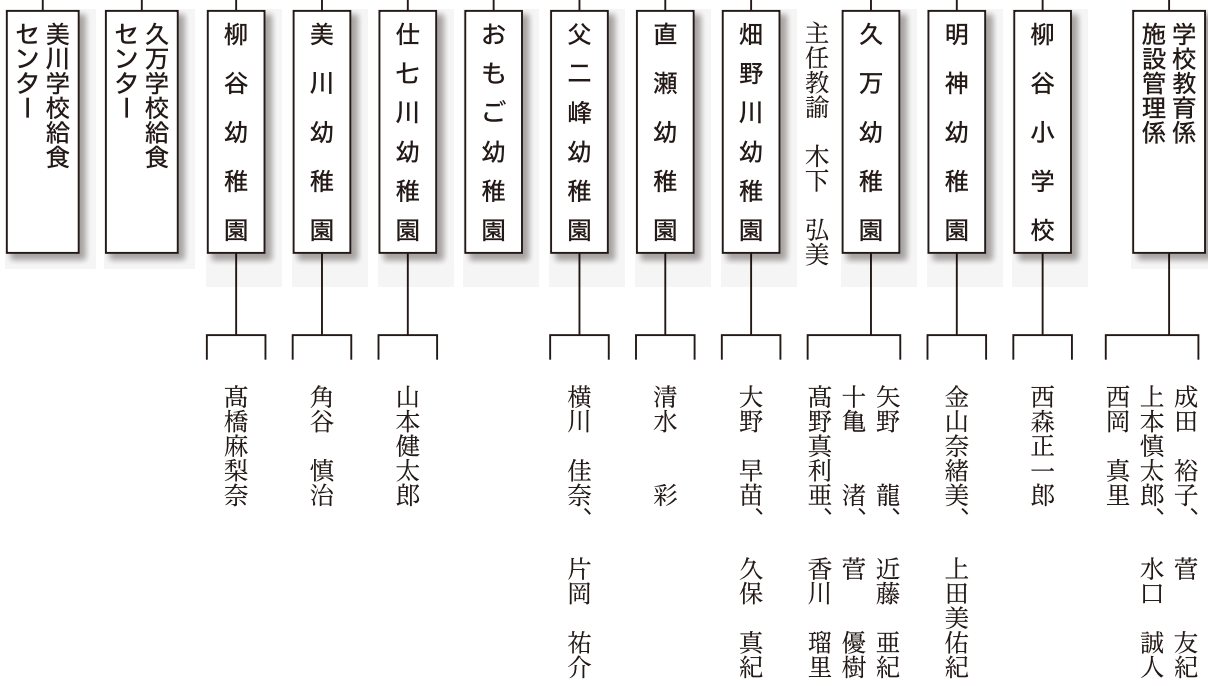 学校教育係
施設管理係
成田　裕子、　菅　友紀
上本慎太郎、　水口　誠人
西岡　真里
柳谷小学校
西森正一郎
明神幼稚園
金山奈緒美、　上田美佑紀
久万幼稚園
主任教諭　木下　弘美
矢野　龍、　近藤　亜紀
十亀　渚、　菅　優樹
髙野真利亜、　香川　瑠里
畑野川幼稚園
大野　早苗、　久保　真紀
直瀬幼稚園
清水　彩
父二峰幼稚園
横川　佳奈、　片岡　祐介
おもご幼稚園
仕七川幼稚園
山本健太郎
美川幼稚園
角谷　慎治
柳谷幼稚園
髙橋麻梨奈
久万学校給食
センター
美川学校給食
センター